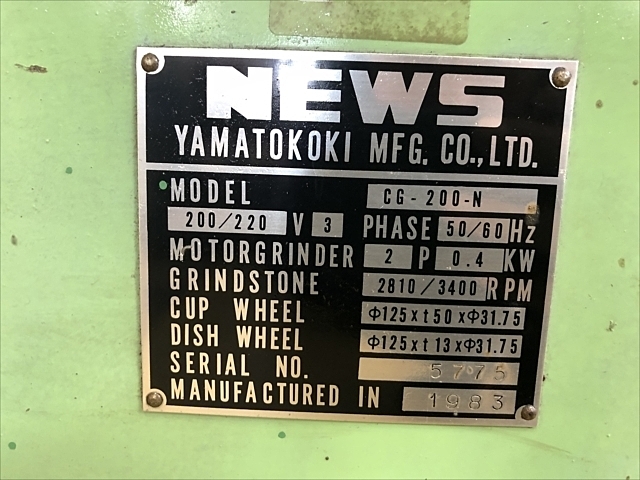 NEWS
YAMATOKOKI MFG. CO., LTD.
MODEL CG-200-N
200/220 V 3 PHASE 50/60 Hz
MOTORGRINDER 2 P 0.4 KW
GRINDSTONE 2810/3400 RPM
CUP WHEEL Φ125xt50xΦ31.75
DISH WHEEL Φ125xt13xΦ31.75
SERIAL NO. 5775
MANUFACTURED IN 1983